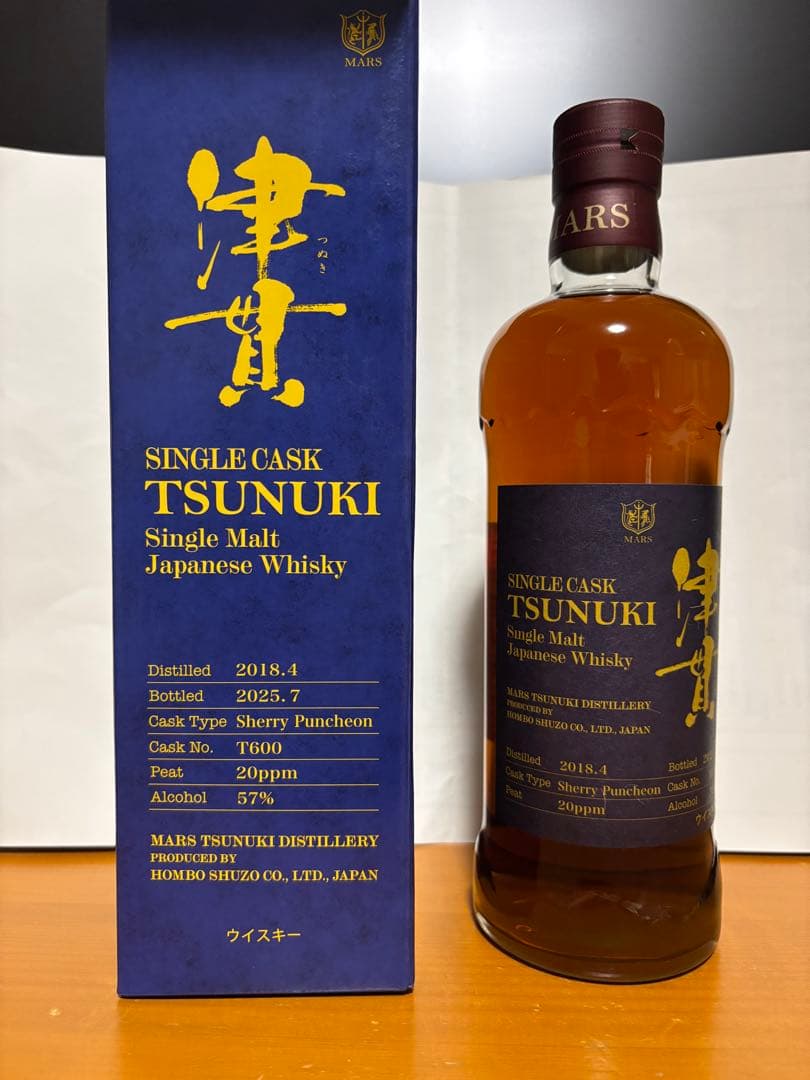 MARS
津貫
つぬき
SINGLE CASK
TSUNUKI
Single Malt
Japanese Whisky
Distilled 2018.4
Bottled 2025.7
Cask Type Sherry Puncheon
Cask No. T600
Peat 20ppm
Alcohol 57%
MARS TSUNUKI DISTILLERY
PRODUCED BY
HOMBO SHUZO CO., LTD., JAPAN
ウイスキー
MARS
MARS
津貫
SINGLE CASK
TSUNUKI
Single Malt
Japanese Whisky
MARS TSUNUKI DISTILLERY
PRODUCED BY
HOMBO SHUZO CO., LTD., JAPAN
Distilled 2018.4 Bottled
Cask Type Sherry Puncheon Cask No.
Peat 20ppm Alcohol